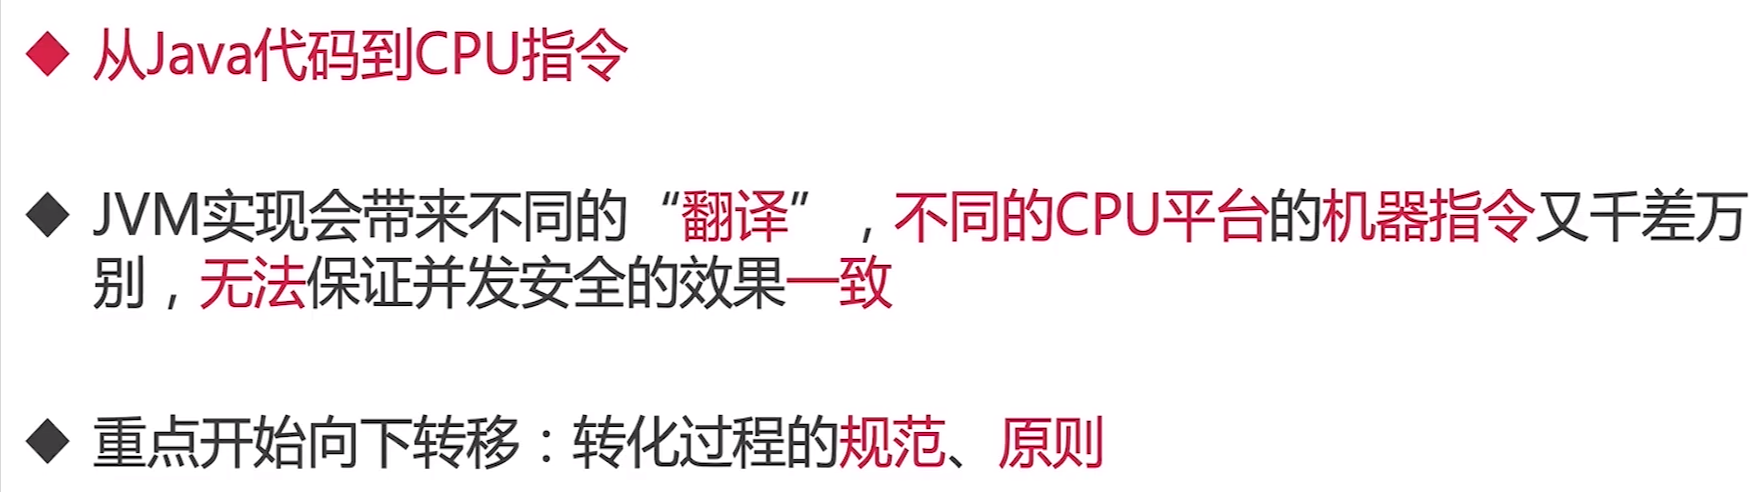 从Java代码到CPU指令
JVM实现会带来不同的“翻译”，不同的CPU平台的机器指令又千差万
别，无法保证并发安全的效果一致
重点开始向下转移：转化过程的规范、原则